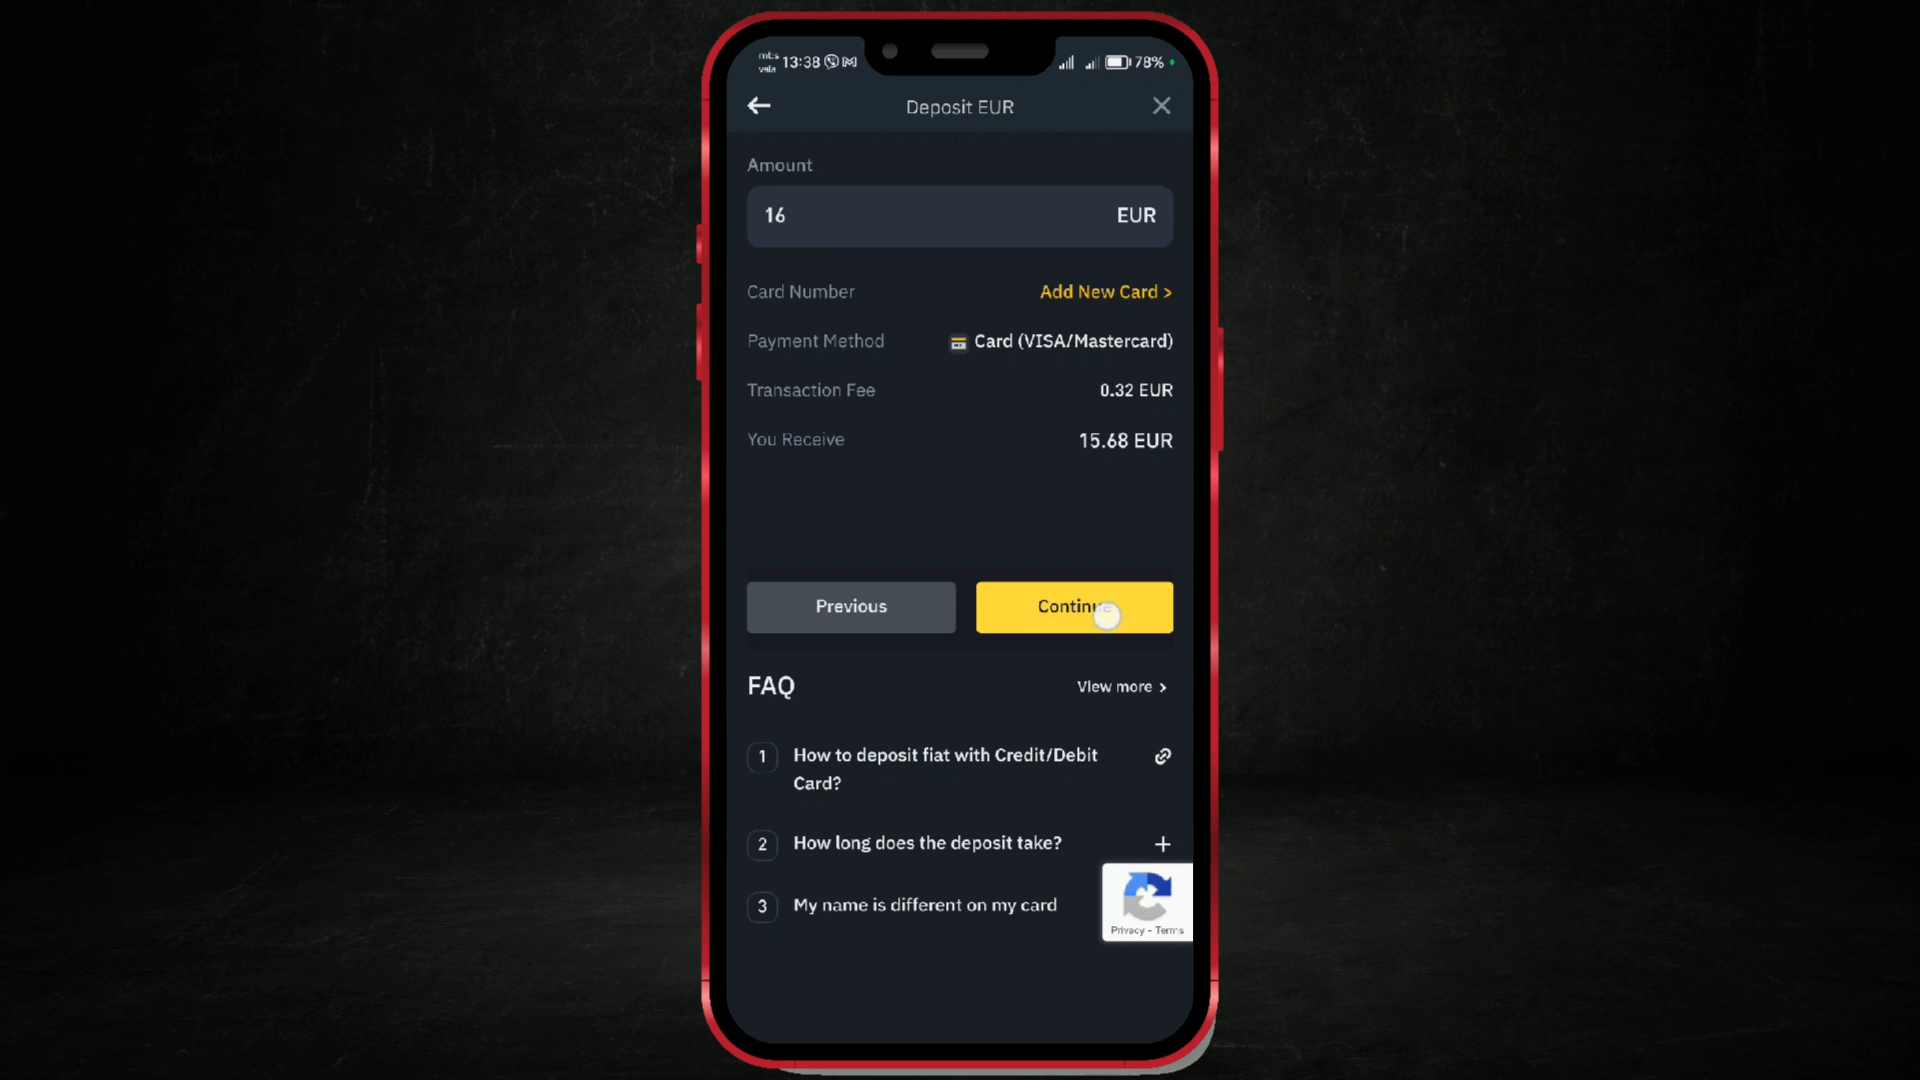 mt:s
vala
13:38
78%
Deposit EUR
Amount
16 EUR
Card Number Add New Card >
Payment Method Card (VISA/Mastercard)
Transaction Fee 0.32 EUR
You Receive 15.68 EUR
Previous Continue
FAQ View more >
1 How to deposit fiat with Credit/Debit
Card?
2 How long does the deposit take? +
3 My name is different on my card
Privacy - Terms